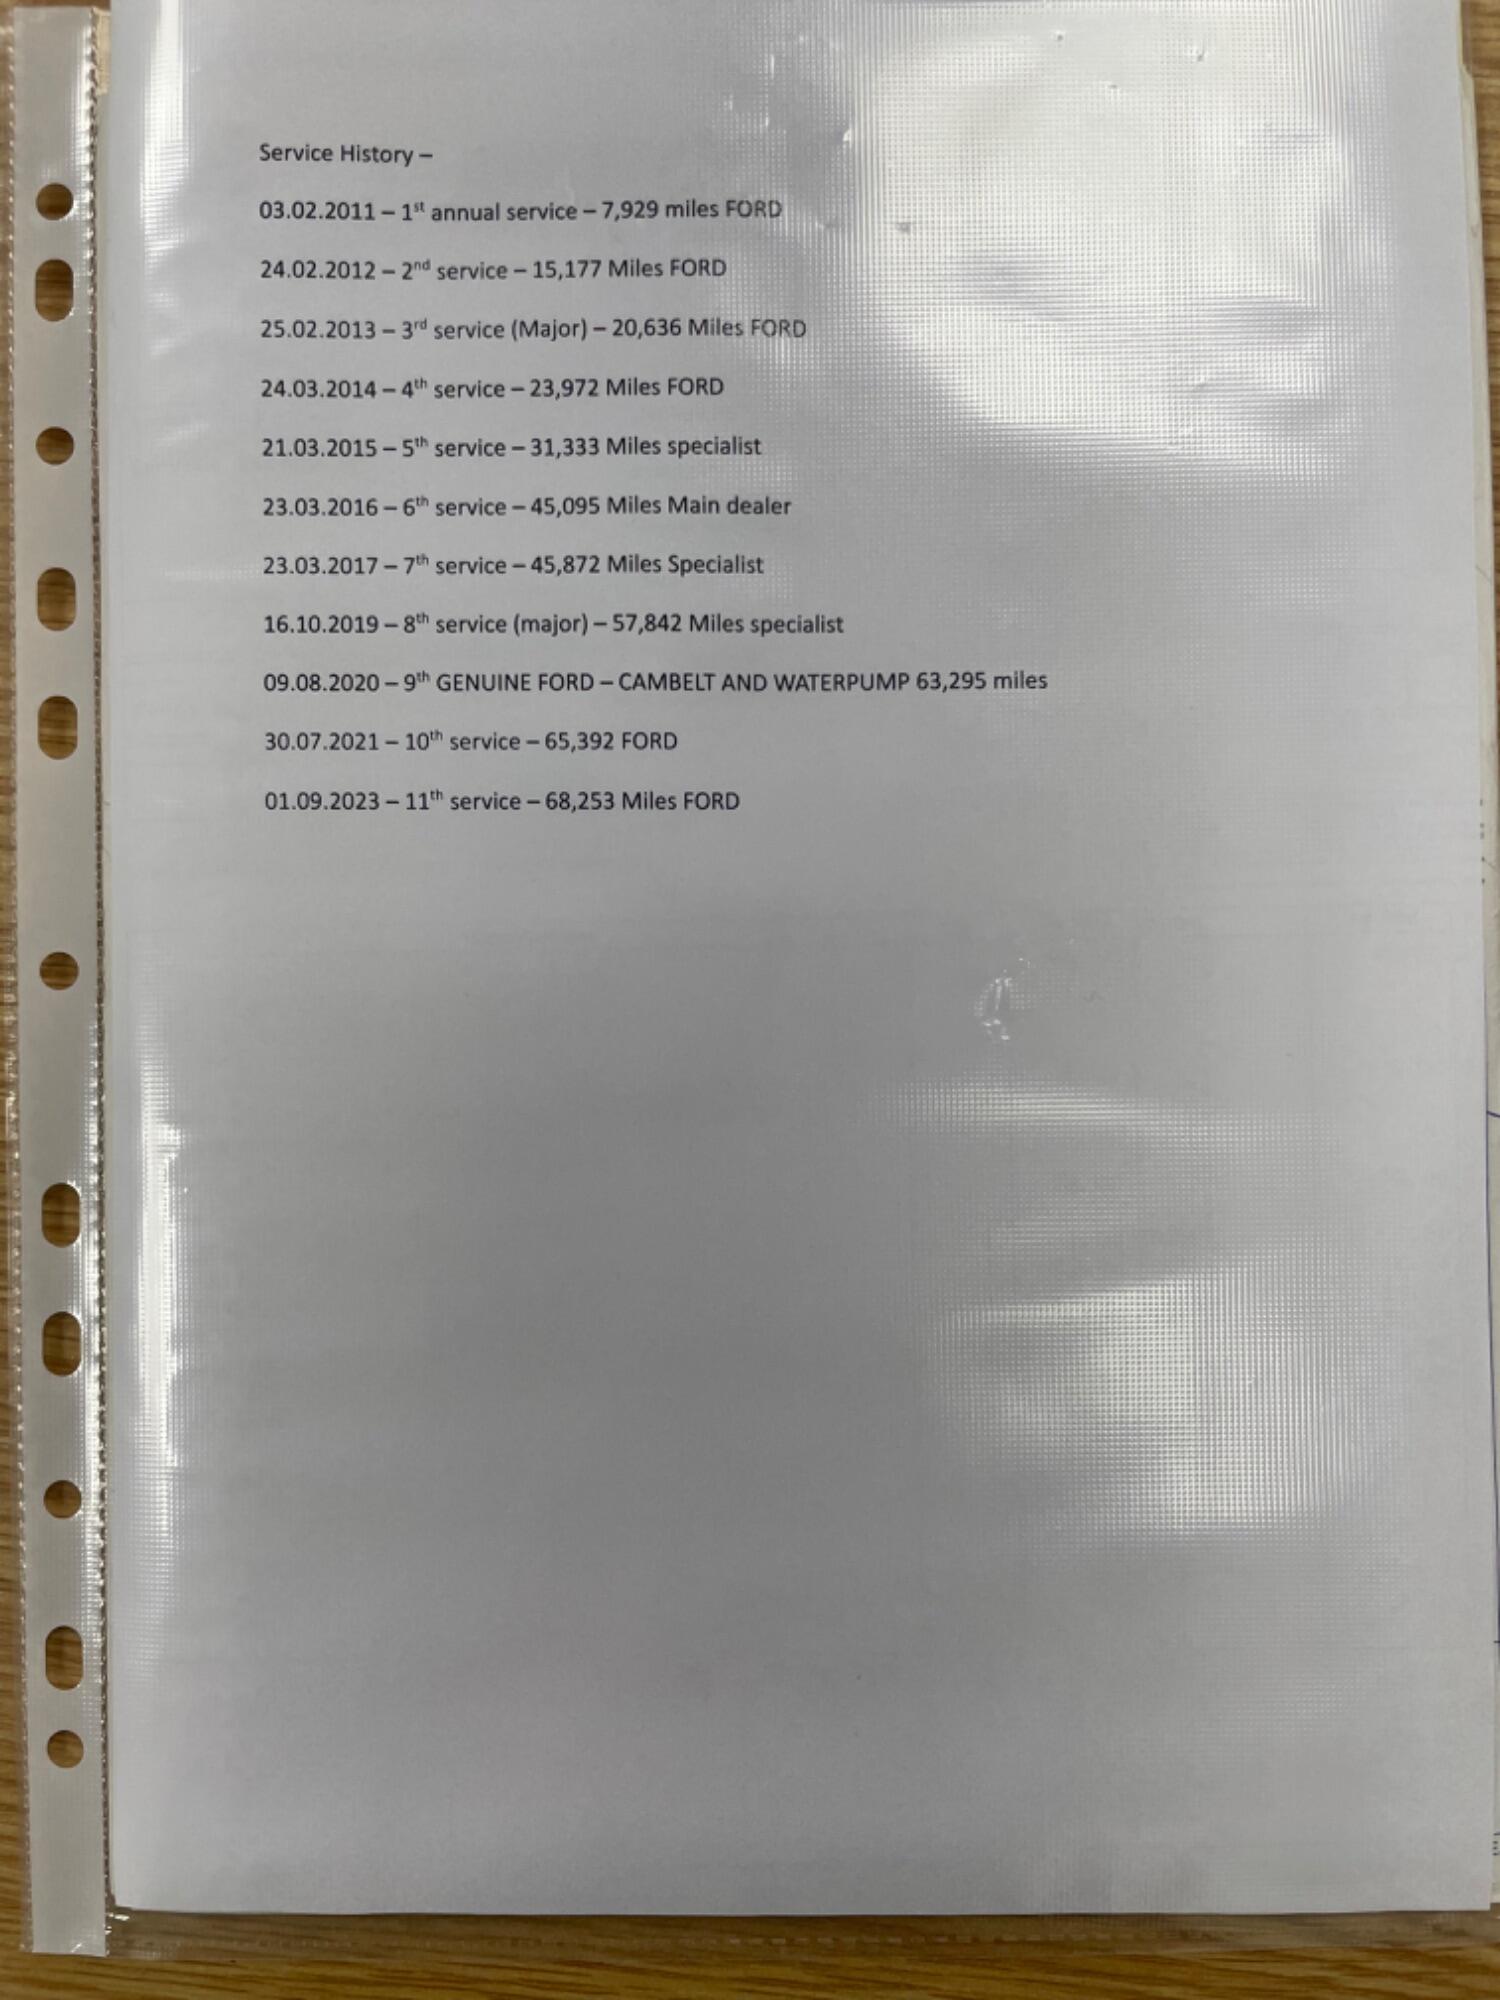 Service History –
03.02.2011 – 1st annual service – 7,929 miles FORD
24.02.2012 – 2nd service – 15,177 Miles FORD
25.02.2013 – 3rd service (Major) – 20,636 Miles FORD
24.03.2014 – 4th service – 23,972 Miles FORD
21.03.2015 – 5th service – 31,333 Miles specialist
23.03.2016 – 6th service – 45,095 Miles Main dealer
23.03.2017 – 7th service – 45,872 Miles Specialist
16.10.2019 – 8th service (major) – 57,842 Miles specialist
09.08.2020 – 9th GENUINE FORD – CAMBELT AND WATERPUMP 63,295 miles
30.07.2021 – 10th service – 65,392 FORD
01.09.2023 – 11th service – 68,253 Miles FORD